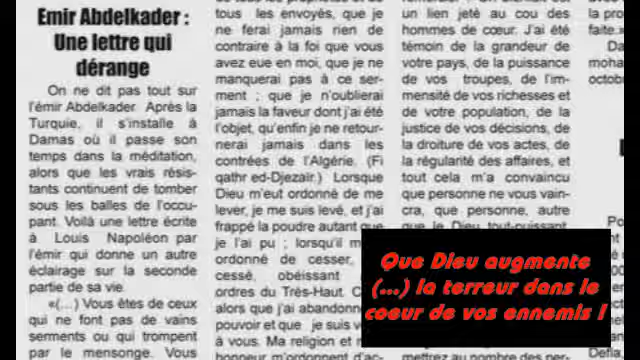 Emir Abdelkader :
Une lettre qui
dérange
On ne dit pas tout sur
l'émir Abdelkader Après la
Turquie, il s'installe à
Damas où il passe son
temps dans la méditation,
alors que les vrais résis-
tants continuent de tomber
sous les balles de l'occu-
pant. Voilà une lettre écrite
à Louis Napoléon par
l'émir qui donne un autre
éclairage sur la seconde
partie de sa vie.
«(...) Vous êtes de ceux
qui ne font pas de vains
serments ou qui trompent
par le mensonge. Vous
tous les envoyés, que je
ne ferai jamais rien de
contraire à la foi que vous
avez eue en moi, que je ne
manquerai pas à ce ser-
ment ; que je n'oublierai
jamais la faveur dont j'ai été
l'objet, qu'enfin je ne retour-
nerai jamais dans les
contrées de l'Algérie. (Fi
qathr ed-Djezaïr.) Lorsque
Dieu m'eut ordonné de me
lever, je me suis levé, et j'ai
frappé la poudre autant que
je l'ai pu ; lorsqu'il m'
ordonné de cesser,
cessé, obéissant
ordres du Très-Haut.
alors que j'ai abandon
pouvoir et que je suis v
à vous. Ma religion et m
honneur m'ordonnent d'ac-
un lien jeté au cou des
hommes de cœur. J'ai été
témoin de la grandeur de
votre pays, de la puissance
de vos troupes, de l'im-
mensité de vos richesses et
de votre population, de la
justice de vos décisions, de
la droiture de vos actes, de
la régularité des affaires, et
tout cela m'a convaincu
que personne ne vous vain-
cra, que personne, autre
que le Dieu tout-puissant,
mettrez au nombre des per-
Que Dieu augmente
(...) la terreur dans le
coeur de vos ennemis !
la pro
faite.»
Da
moha
octob
Po